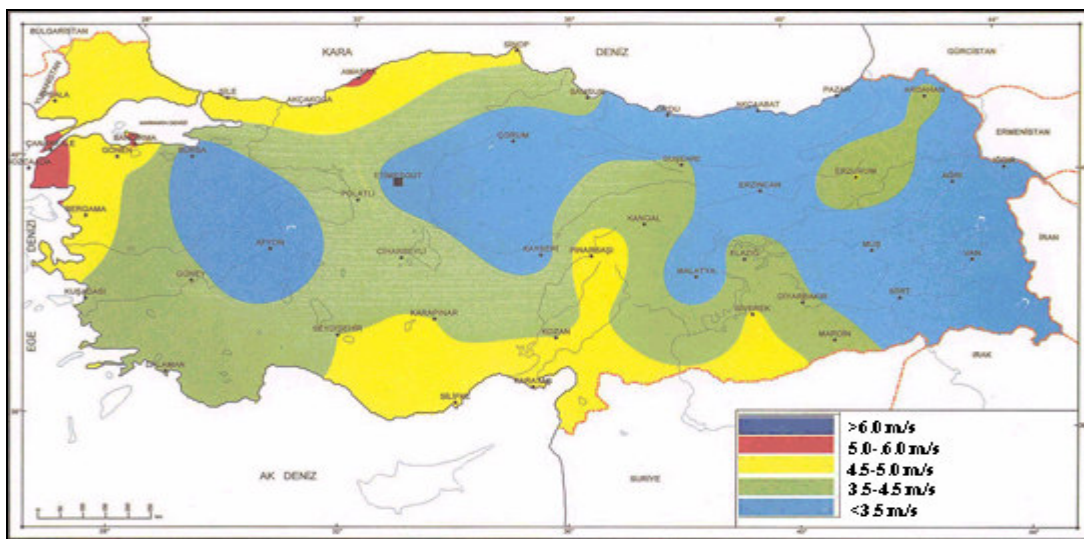 BULGARİSTAN
KARA DENİZ
GÜRCİSTAN
YUNANİSTAN
SİNOP
AMASRA
ŞİLE
AKÇAKOCA
SAMSUN
ORDU
AKÇAABAT
PAZAR
ARDAHAN
ERMENİSTAN
MARMARA DENİZİ
ÇANAKKALE
BANDIRMA
GÖNEN
BURSA
ÇORUM
SUŞEHRİ
IĞDIR
ETİMESGUT
POLATLI
ERZİNCAN
ERZURUM
AĞRI
BERGAMA
KANGAL
İRAN
AFYON
CİHANBEYLİ
KAYSERİ
PINARBAŞI
ELAZIĞ
MUŞ
VAN
EGE DENİZİ
GÜNEY
MALATYA
KUŞADASI
DİYARBAKIR
SİİRT
SİVEREK
KARAPINAR
SEYDİŞEHİR
KOZAN
MARDİN
IRAK
DALAMAN
KARATAŞ
SİLİFKE
AK DENİZ
SURİYE
>6.0 m/s
5.0-.6.0 m/s
4.5-5.0 m/s
3.5-4.5 m/s
<3.5 m/s